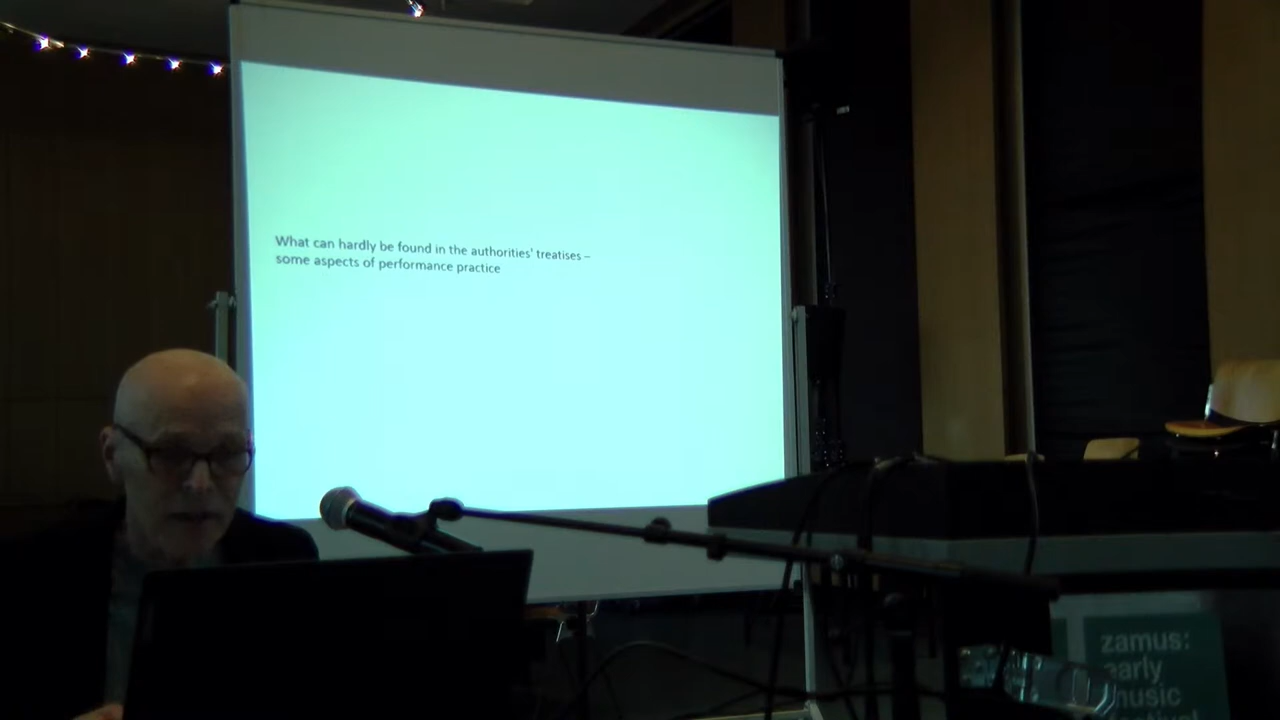 What can hardly be found in the authorities' treatises –
some aspects of performance practice
zamus:
early
music